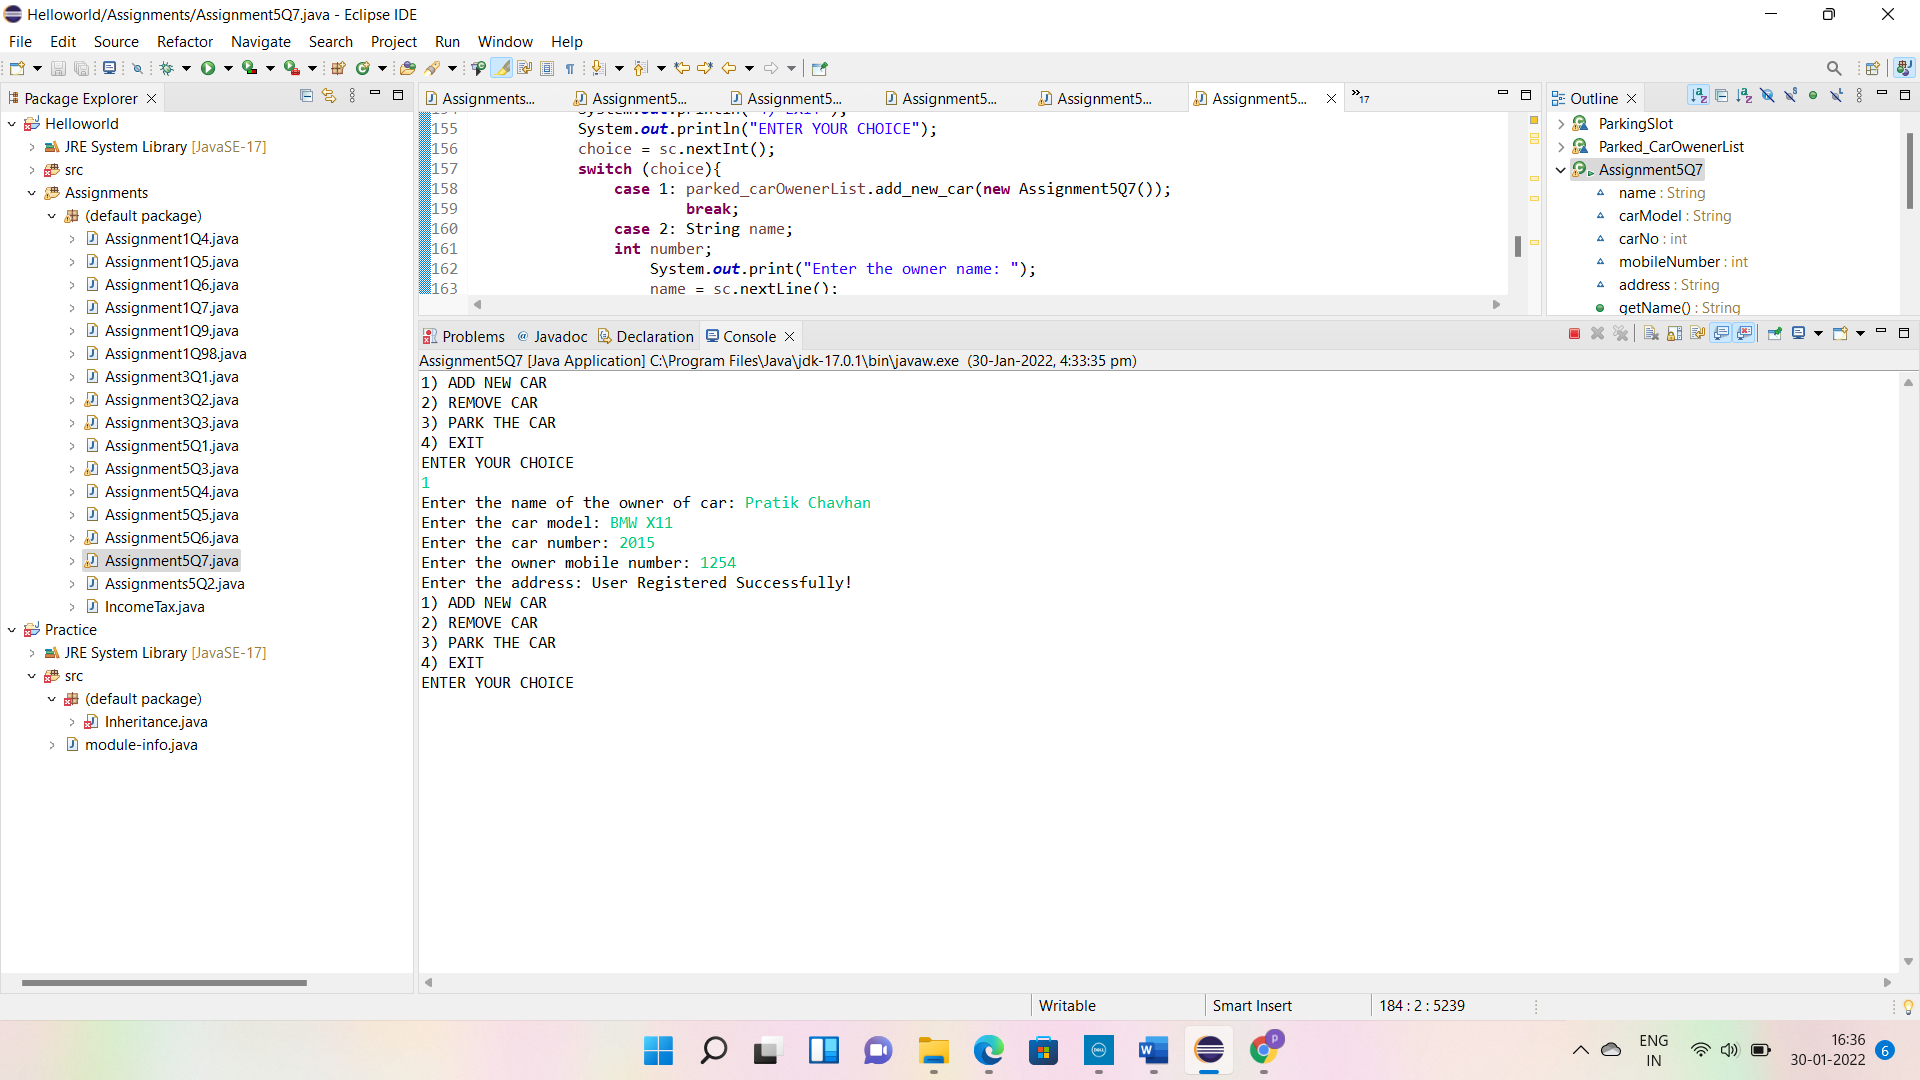 Helloworld/Assignments/Assignment5Q7.java - Eclipse IDE
File Edit Source Refactor Navigate Search Project Run Window Help
Package Explorer
Helloworld
JRE System Library [JavaSE-17]
src
Assignments
(default package)
Assignment1Q4.java
Assignment1Q5.java
Assignment1Q6.java
Assignment1Q7.java
Assignment1Q9.java
Assignment1Q98.java
Assignment3Q1.java
Assignment3Q2.java
Assignment3Q3.java
Assignment5Q1.java
Assignment5Q3.java
Assignment5Q4.java
Assignment5Q5.java
Assignment5Q6.java
Assignment5Q7.java
Assignments5Q2.java
IncomeTax.java
Practice
JRE System Library [JavaSE-17]
src
(default package)
Inheritance.java
module-info.java
Assignments... Assignment5... Assignment5... Assignment5... Assignment5... Assignment5... »17
154 System.out.println("4) EXIT");
155 System.out.println("ENTER YOUR CHOICE");
156 choice = sc.nextInt();
157 switch (choice){
158 case 1: parked_carOwenerList.add_new_car(new Assignment5Q7());
159 break;
160 case 2: String name;
161 int number;
162 System.out.print("Enter the owner name: ");
163 name = sc.nextLine();
Outline
ParkingSlot
Parked_CarOwenerList
Assignment5Q7
name : String
carModel : String
carNo : int
mobileNumber : int
address : String
getName() : String
Problems @ Javadoc Declaration Console
Assignment5Q7 [Java Application] C:\Program Files\Java\jdk-17.0.1\bin\javaw.exe (30-Jan-2022, 4:33:35 pm)
1) ADD NEW CAR
2) REMOVE CAR
3) PARK THE CAR
4) EXIT
ENTER YOUR CHOICE
1
Enter the name of the owner of car: Pratik Chavhan
Enter the car model: BMW X11
Enter the car number: 2015
Enter the owner mobile number: 1254
Enter the address: User Registered Successfully!
1) ADD NEW CAR
2) REMOVE CAR
3) PARK THE CAR
4) EXIT
ENTER YOUR CHOICE
Writable Smart Insert 184 : 2 : 5239
ENG
IN
16:36
30-01-2022
6